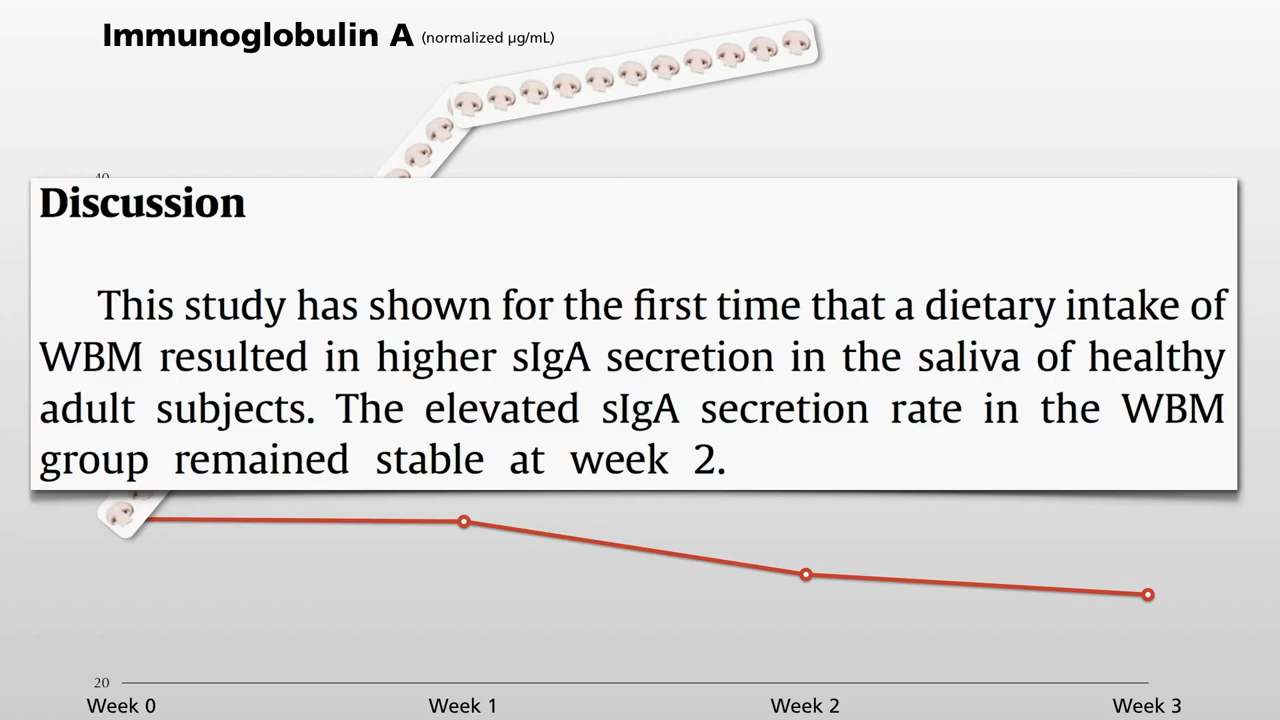 Immunoglobulin A (normalized µg/mL)
40
Discussion
This study has shown for the first time that a dietary intake of
WBM resulted in higher sIgA secretion in the saliva of healthy
adult subjects. The elevated sIgA secretion rate in the WBM
group remained stable at week 2.
20
Week 0 Week 1 Week 2 Week 3